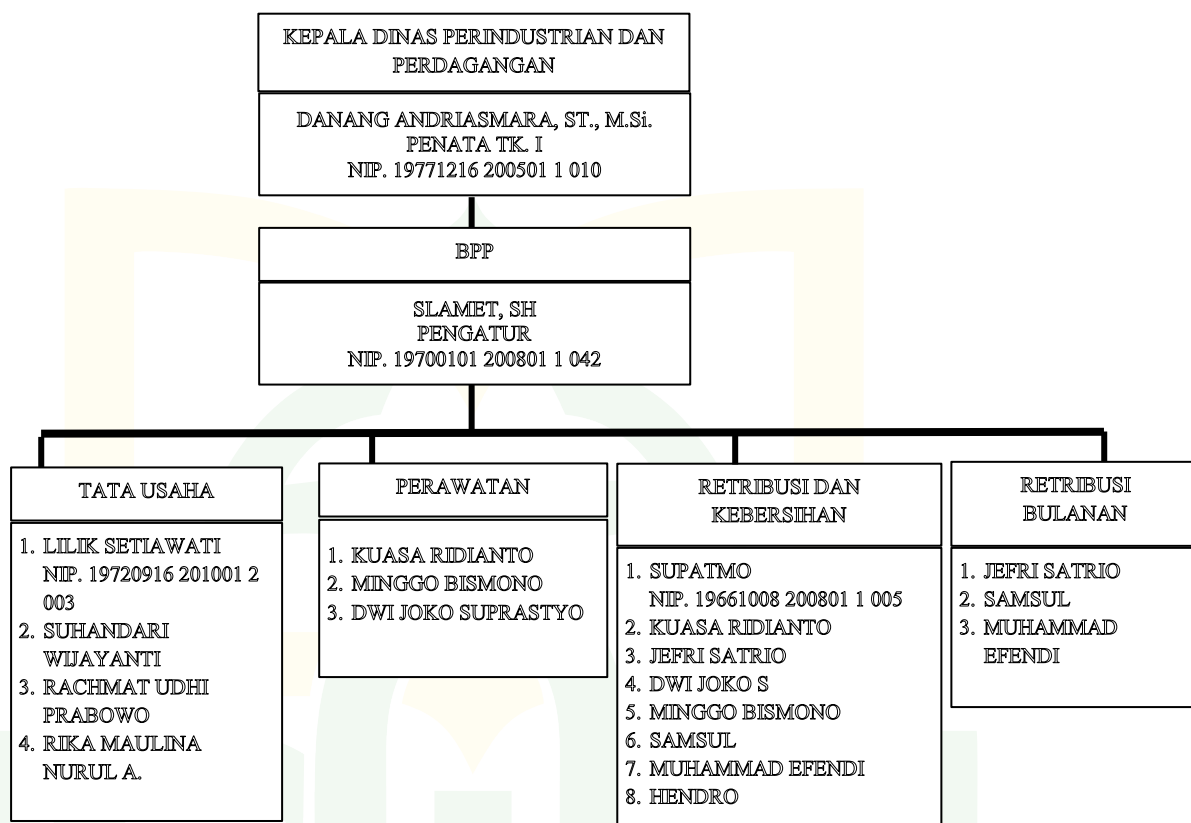 KEPALA DINAS PERINDUSTRIAN DAN
PERDAGANGAN
DANANG ANDRIASMARA, ST., M.Si.
PENATA TK. I
NIP. 19771216 200501 1 010
BPP
SLAMET, SH
PENGATUR
NIP. 19700101 200801 1 042
TATA USAHA
1. LILIK SETIAWATI
NIP. 19720916 201001 2
003
2. SUHANDARI
WIJAYANTI
3. RACHMAT UDHI
PRABOWO
4. RIKA MAULINA
NURUL A.
PERAWATAN
1. KUASA RIDIANTO
2. MINGGO BISMONO
3. DWI JOKO SUPRASTYO
RETRIBUSI DAN
KEBERSIHAN
1. SUPATMO
NIP. 19661008 200801 1 005
2. KUASA RIDIANTO
3. JEFRI SATRIO
4. DWI JOKO S
5. MINGGO BISMONO
6. SAMSUL
7. MUHAMMAD EFENDI
8. HENDRO
RETRIBUSI
BULANAN
1. JEFRI SATRIO
2. SAMSUL
3. MUHAMMAD
EFENDI